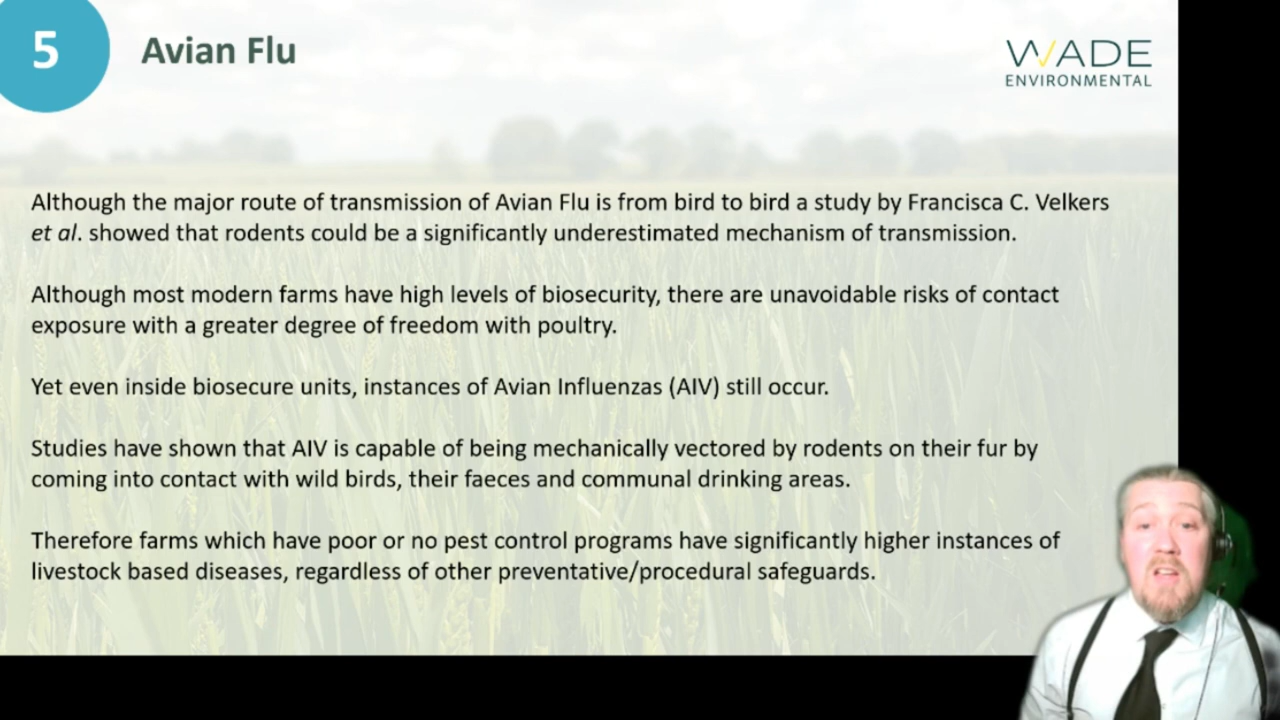 5
Avian Flu
WADE
ENVIRONMENTAL
Although the major route of transmission of Avian Flu is from bird to bird a study by Francisca C. Velkers
et al. showed that rodents could be a significantly underestimated mechanism of transmission.
Although most modern farms have high levels of biosecurity, there are unavoidable risks of contact
exposure with a greater degree of freedom with poultry.
Yet even inside biosecure units, instances of Avian Influenzas (AIV) still occur.
Studies have shown that AIV is capable of being mechanically vectored by rodents on their fur by
coming into contact with wild birds, their faeces and communal drinking areas.
Therefore farms which have poor or no pest control programs have significantly higher instances of
livestock based diseases, regardless of other preventative/procedural safeguards.